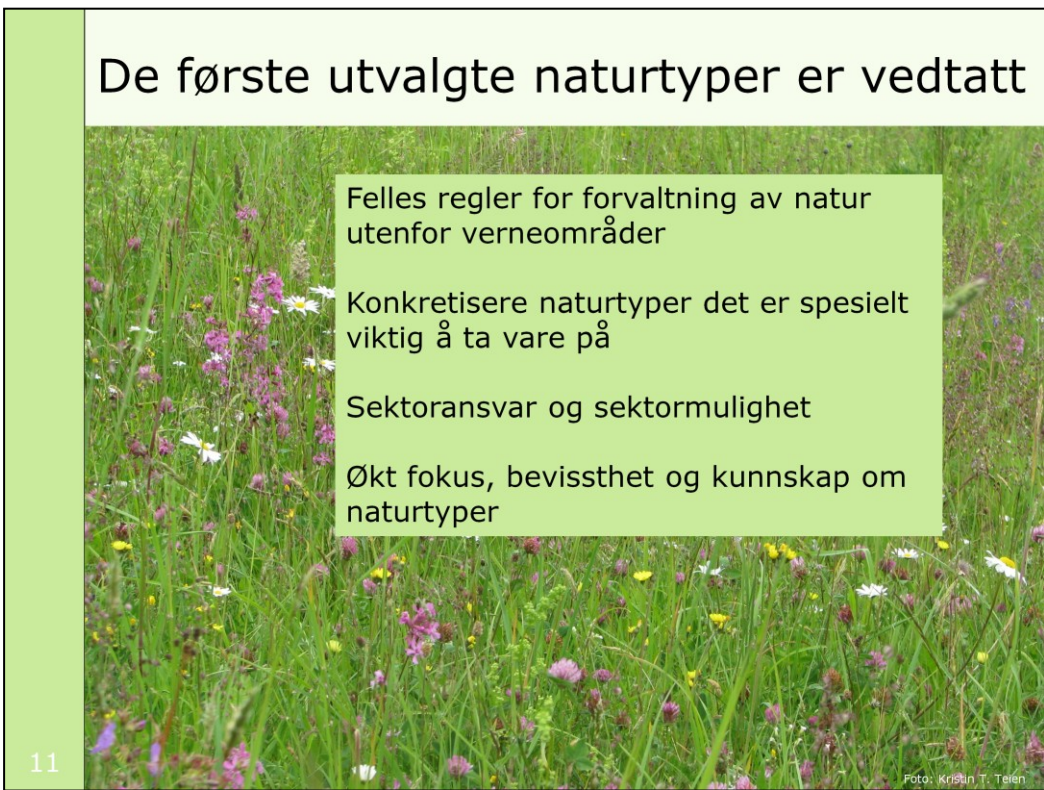 De første utvalgte naturtyper er vedtatt
Felles regler for forvaltning av natur
utenfor verneområder
Konkretisere naturtyper det er spesielt
viktig å ta vare på
Sektoransvar og sektormulighet
Økt fokus, bevissthet og kunnskap om
naturtyper
11
Foto: Kristin T. Teien